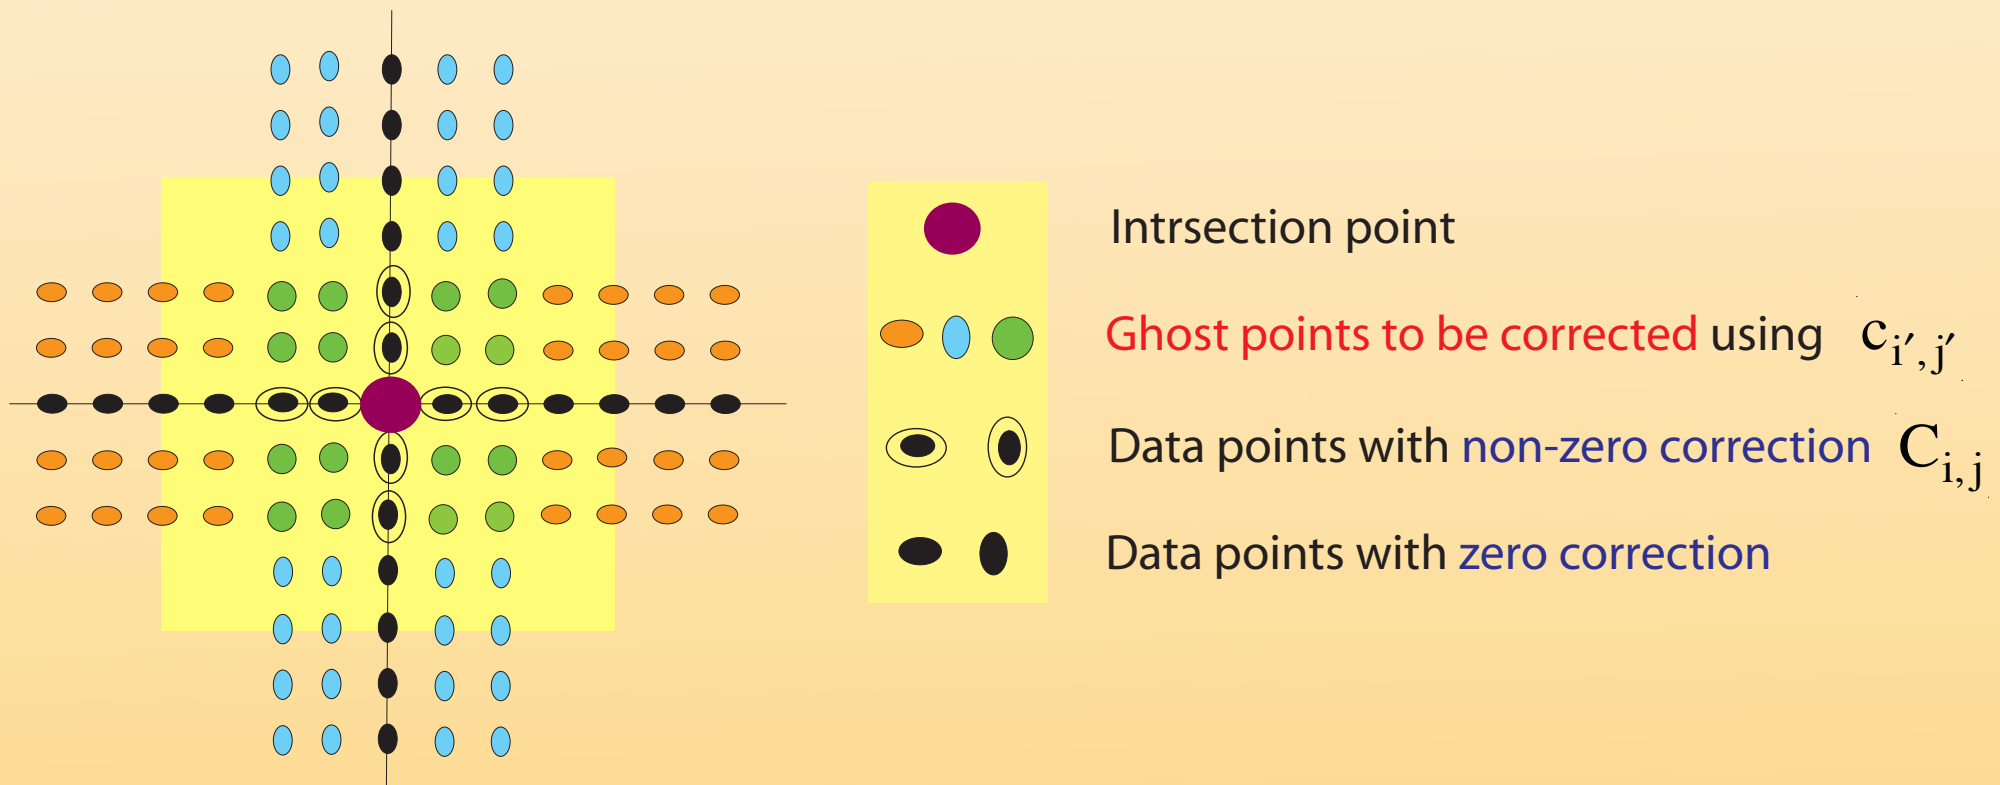 Intrsection point
Ghost points to be corrected using c_{i′, j′}
Data points with non-zero correction C_{i, j}
Data points with zero correction